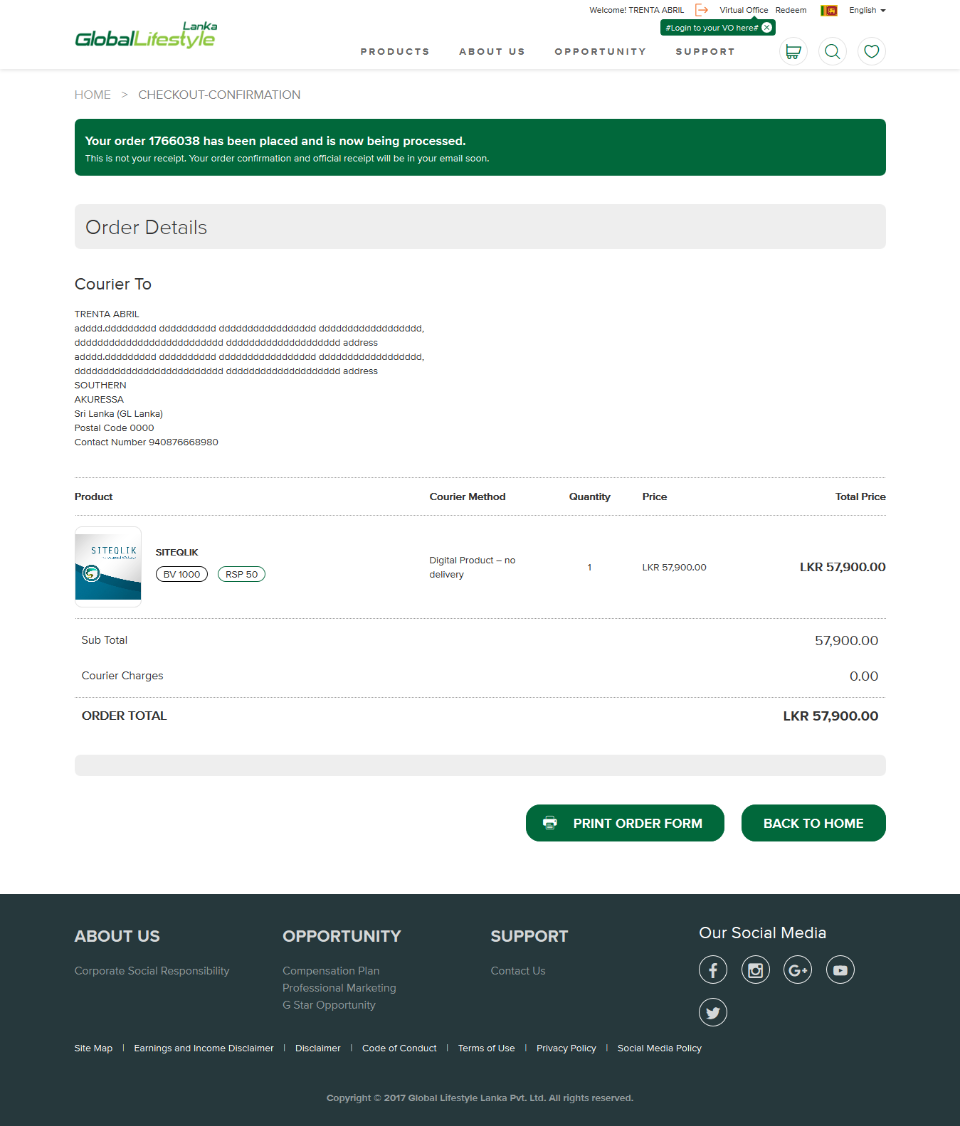 Welcome! TRENTA ABRIL Virtual Office Redeem English
Lanka
GlobalLifestyle
#Login to your VO here#
PRODUCTS ABOUT US OPPORTUNITY SUPPORT
HOME > CHECKOUT-CONFIRMATION
Your order 1766038 has been placed and is now being processed.
This is not your receipt. Your order confirmation and official receipt will be in your email soon.
Order Details
Courier To
TRENTA ABRIL
adddd.ddddddddd dddddddddd ddddddddddddddddd dddddddddddddddddd,
dddddddddddddddddddddddddd dddddddddddddddddddd address
adddd.ddddddddd dddddddddd ddddddddddddddddd dddddddddddddddddd,
dddddddddddddddddddddddddd dddddddddddddddddddd address
SOUTHERN
AKURESSA
Sri Lanka (GL Lanka)
Postal Code 0000
Contact Number 940876668980
Product Courier Method Quantity Price Total Price
SITEQLIK
SITEQLIK
BV 1000 RSP 50
Digital Product – no
delivery
1 LKR 57,900.00 LKR 57,900.00
Sub Total 57,900.00
Courier Charges 0.00
ORDER TOTAL LKR 57,900.00
PRINT ORDER FORM BACK TO HOME
ABOUT US OPPORTUNITY SUPPORT Our Social Media
Corporate Social Responsibility Compensation Plan Contact Us
Professional Marketing
G Star Opportunity
Site Map | Earnings and Income Disclaimer | Disclaimer | Code of Conduct | Terms of Use | Privacy Policy | Social Media Policy
Copyright © 2017 Global Lifestyle Lanka Pvt. Ltd. All rights reserved.